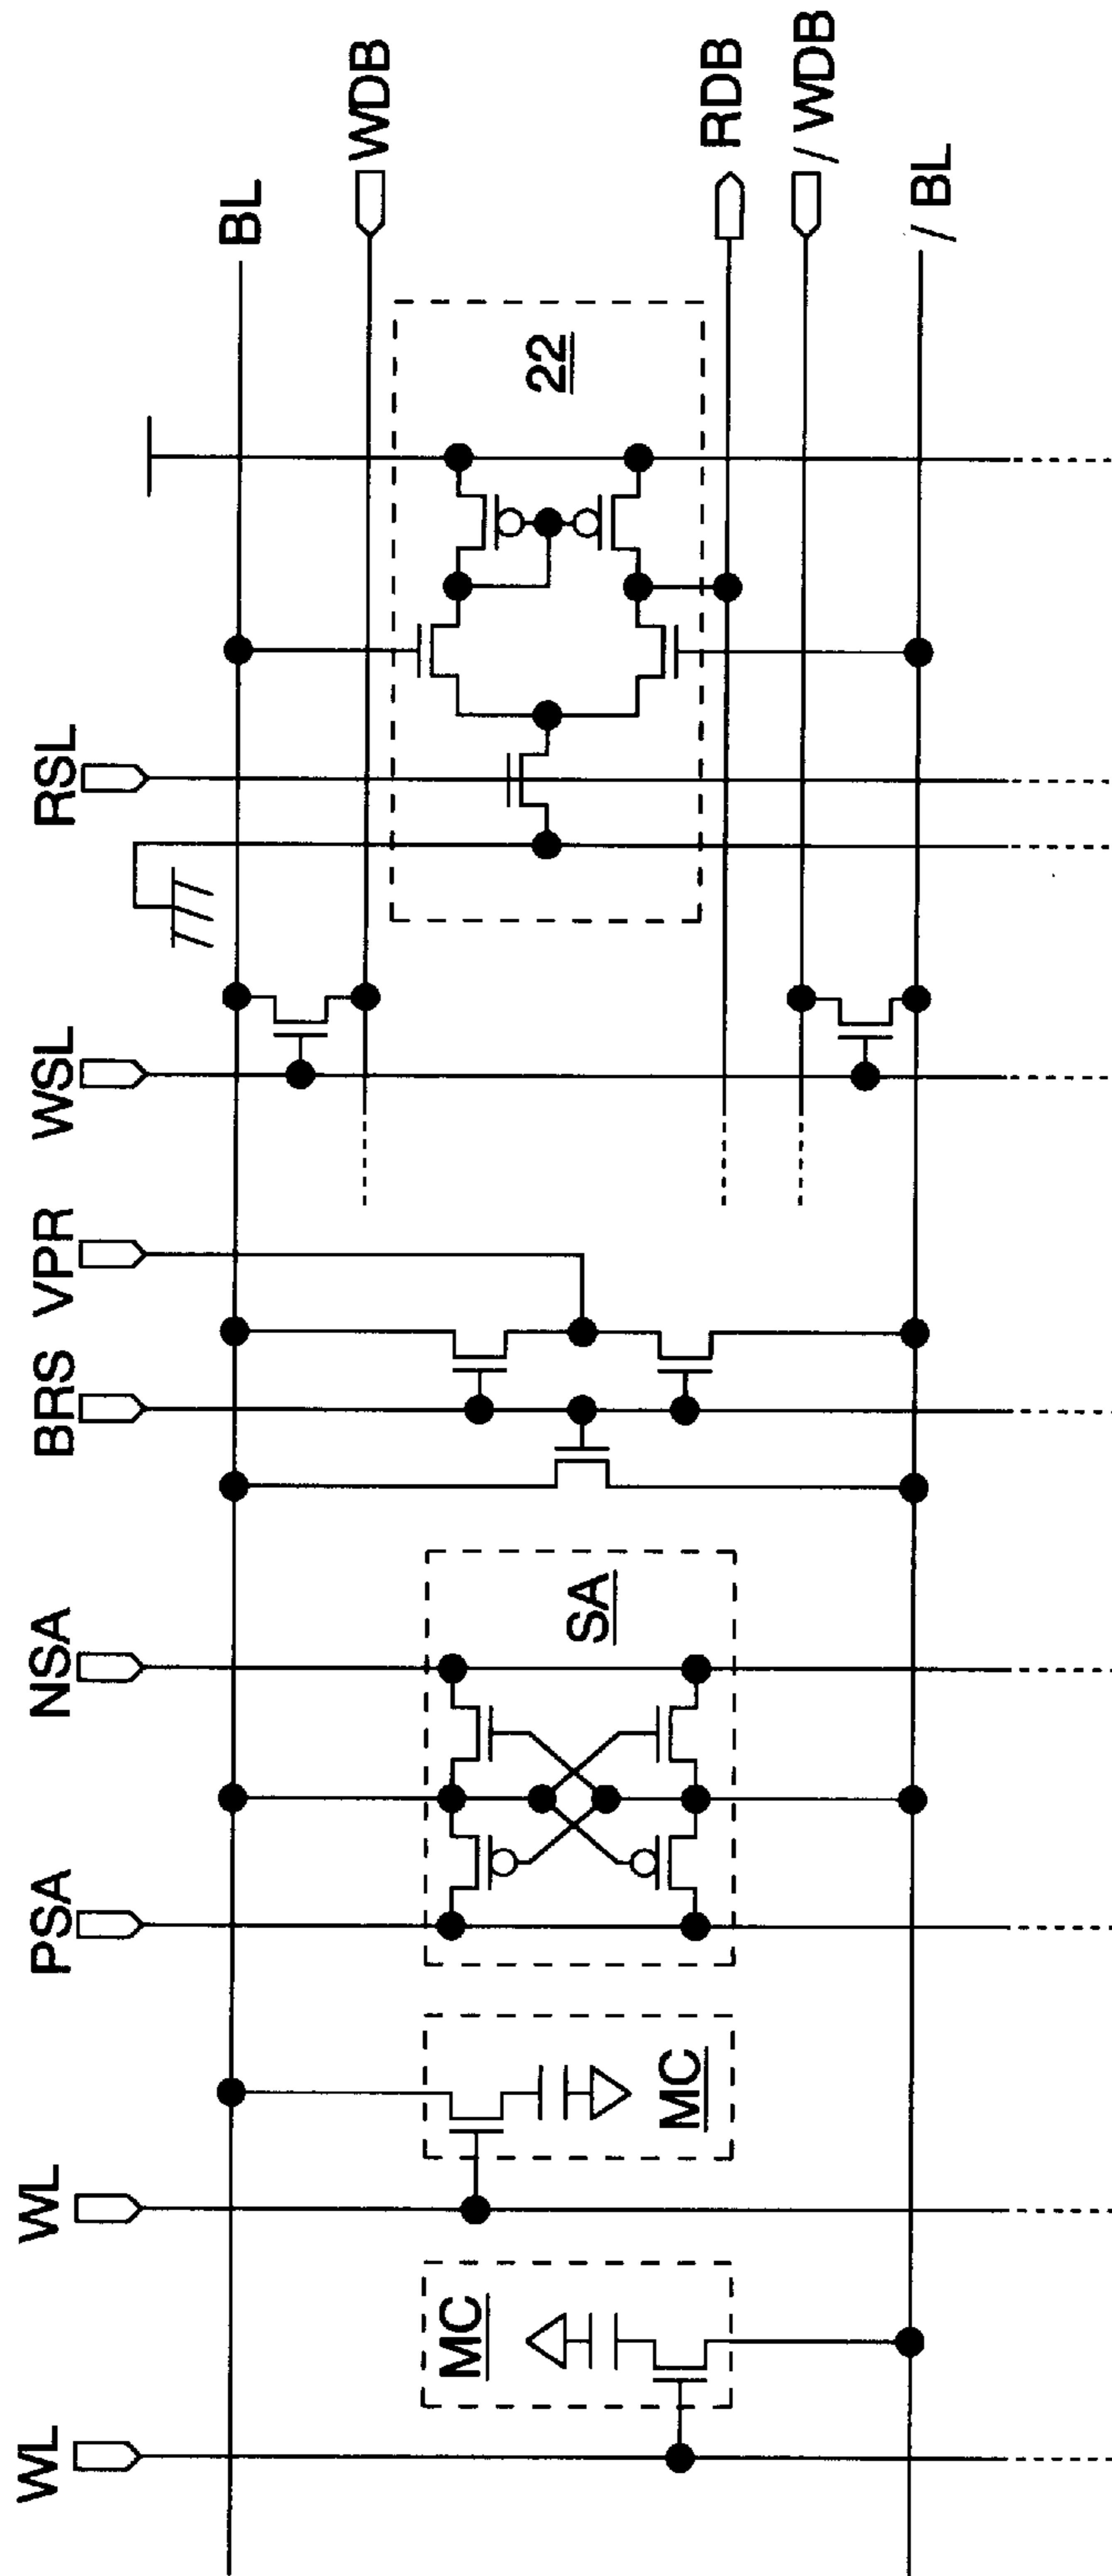 WL
WL
PSA
NSA
BRS
VPR
WSL
RSL
BL
WDB
RDB
/ WDB
/ BL
MC
MC
SA
22